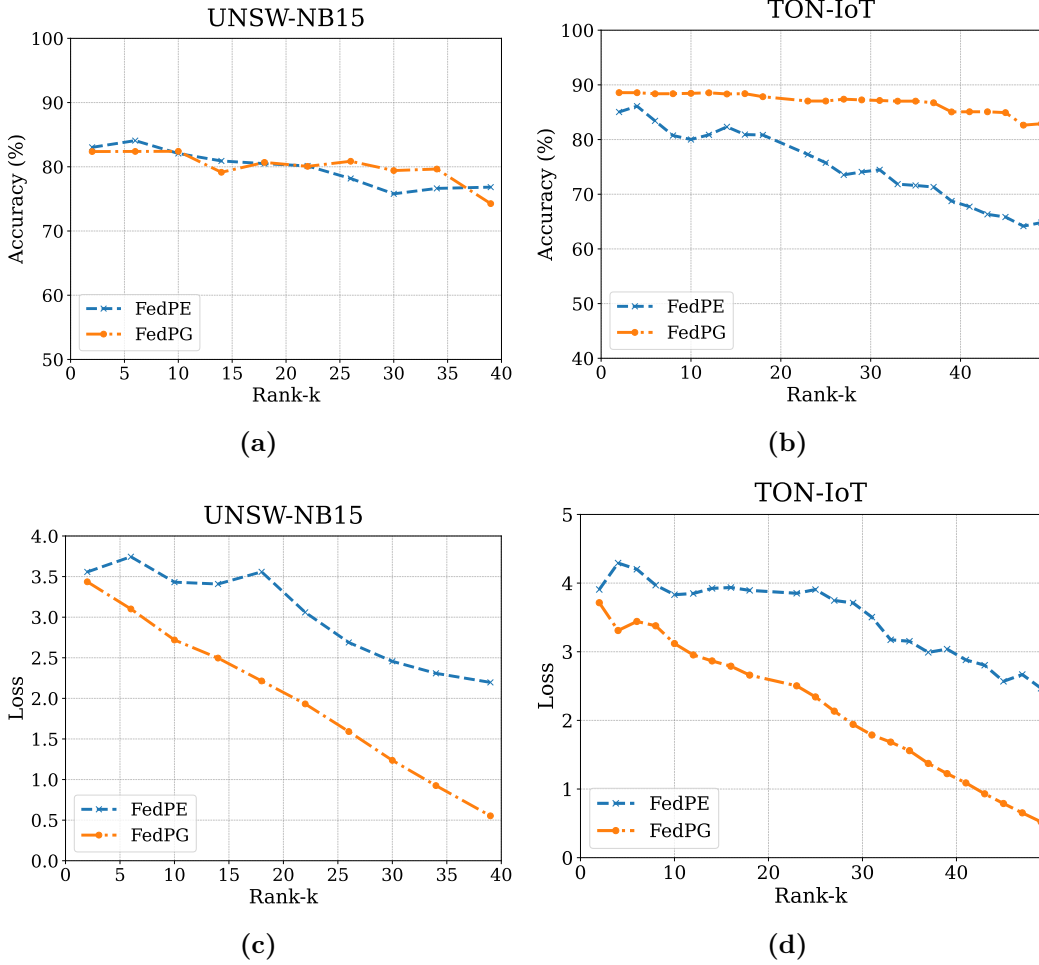 UNSW-NB15
100
90
80
70
60
50
Accuracy (%)
FedPE
FedPG
0 5 10 15 20 25 30 35 40
Rank-k
(a)
TON-IoT
100
90
80
70
60
50
40
Accuracy (%)
FedPE
FedPG
0 10 20 30 40
Rank-k
(b)
UNSW-NB15
4.0
3.5
3.0
2.5
2.0
1.5
1.0
0.5
0.0
Loss
FedPE
FedPG
0 5 10 15 20 25 30 35 40
Rank-k
(c)
TON-IoT
5
4
3
2
1
0
Loss
FedPE
FedPG
0 10 20 30 40
Rank-k
(d)